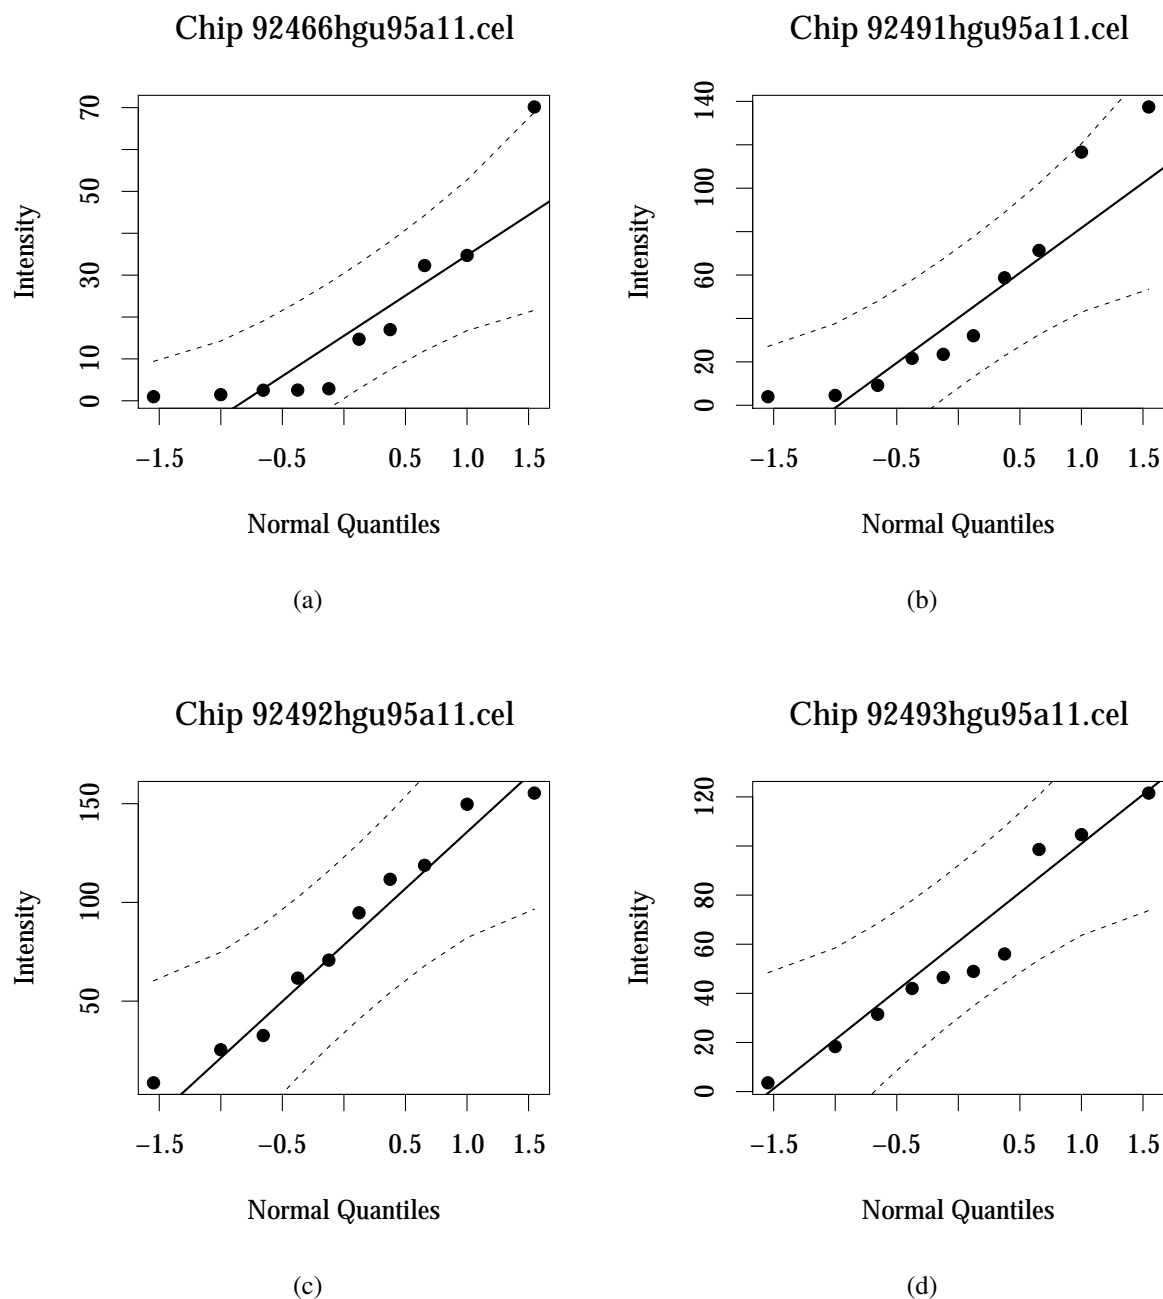 Chip 92466hgu95a11.cel
Intensity
0 10 30 50 70
−1.5 −0.5 0.5 1.0 1.5
Normal Quantiles
(a)
Chip 92491hgu95a11.cel
Intensity
0 20 60 100 140
−1.5 −0.5 0.5 1.0 1.5
Normal Quantiles
(b)
Chip 92492hgu95a11.cel
Intensity
50 100 150
−1.5 −0.5 0.5 1.0 1.5
Normal Quantiles
(c)
Chip 92493hgu95a11.cel
Intensity
0 20 40 60 80 120
−1.5 −0.5 0.5 1.0 1.5
Normal Quantiles
(d)